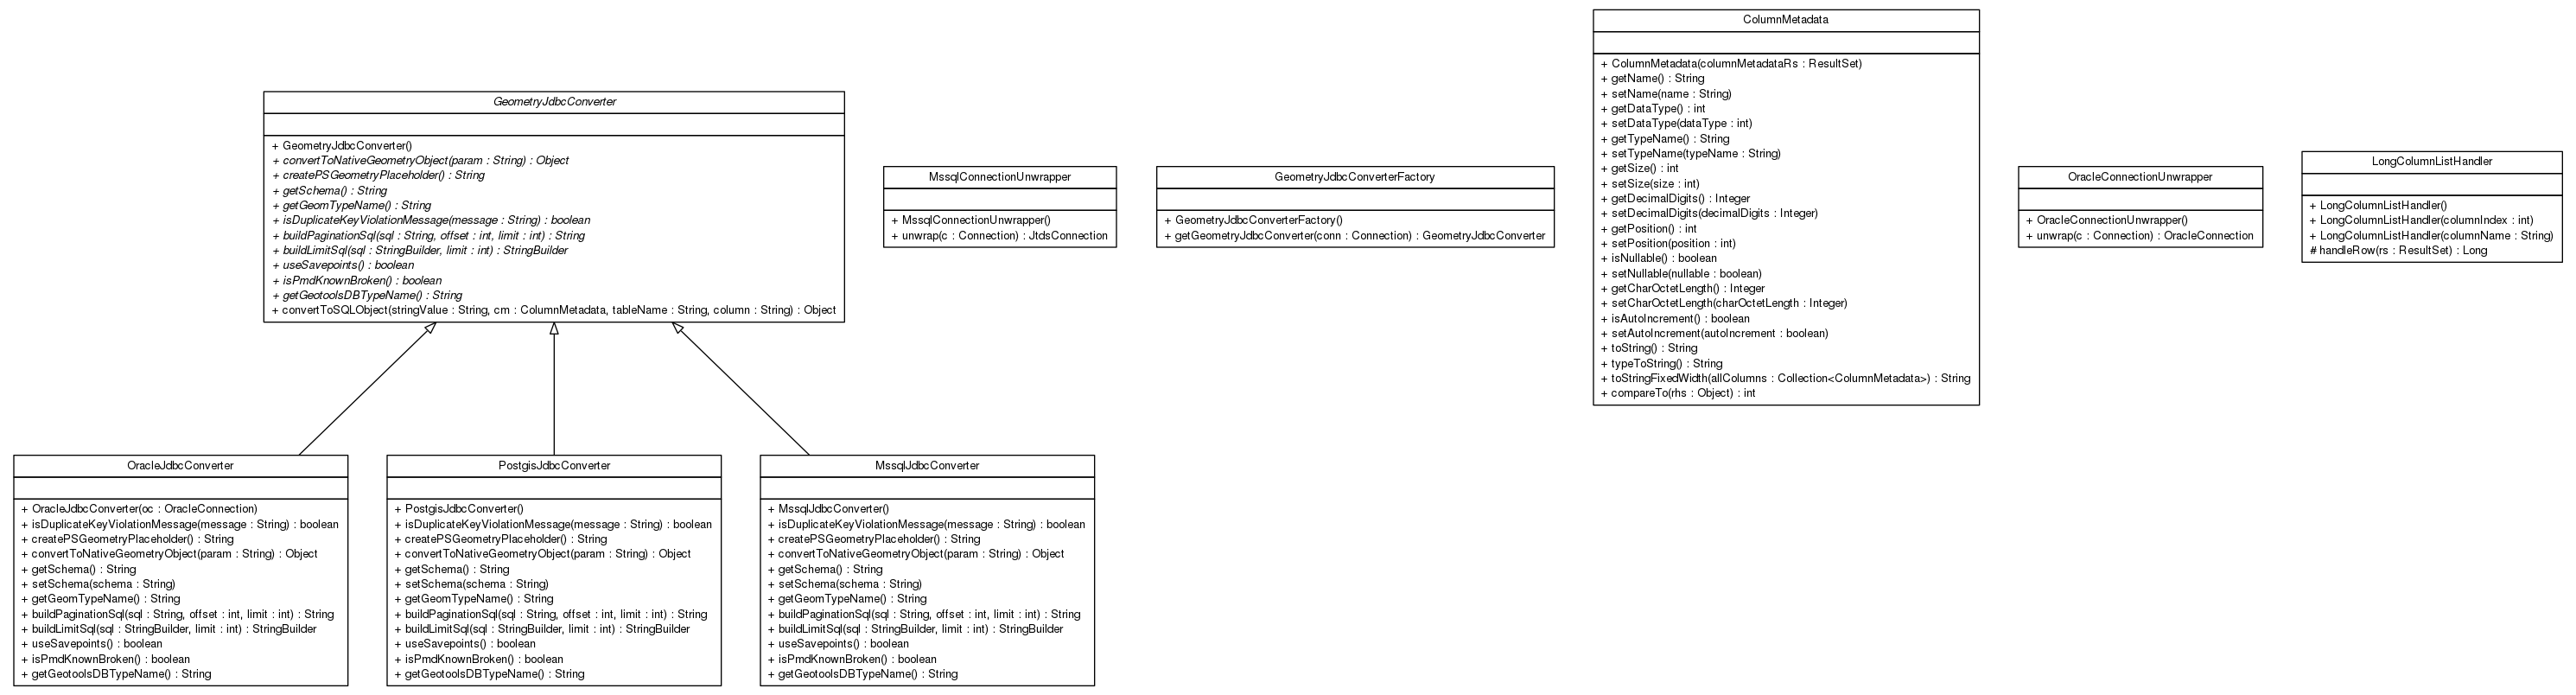 GeometryJdbcConverter
+ GeometryJdbcConverter()
+ convertToNativeGeometryObject(param : String) : Object
+ createPSGeometryPlaceholder() : String
+ getSchema() : String
+ getGeomTypeName() : String
+ isDuplicateKeyViolationMessage(message : String) : boolean
+ buildPaginationSql(sql : String, offset : int, limit : int) : String
+ buildLimitSql(sql : StringBuilder, limit : int) : StringBuilder
+ useSavepoints() : boolean
+ isPmdKnownBroken() : boolean
+ getGeotoolsDBTypeName() : String
+ convertToSQLObject(stringValue : String, cm : ColumnMetadata, tableName : String, column : String) : Object
MssqlConnectionUnwrapper
+ MssqlConnectionUnwrapper()
+ unwrap(c : Connection) : JtdsConnection
GeometryJdbcConverterFactory
+ GeometryJdbcConverterFactory()
+ getGeometryJdbcConverter(conn : Connection) : GeometryJdbcConverter
ColumnMetadata
+ ColumnMetadata(columnMetadataRs : ResultSet)
+ getName() : String
+ setName(name : String)
+ getDataType() : int
+ setDataType(dataType : int)
+ getTypeName() : String
+ setTypeName(typeName : String)
+ getSize() : int
+ setSize(size : int)
+ getDecimalDigits() : Integer
+ setDecimalDigits(decimalDigits : Integer)
+ getPosition() : int
+ setPosition(position : int)
+ isNullable() : boolean
+ setNullable(nullable : boolean)
+ getCharOctetLength() : Integer
+ setCharOctetLength(charOctetLength : Integer)
+ isAutoIncrement() : boolean
+ setAutoIncrement(autoIncrement : boolean)
+ toString() : String
+ typeToString() : String
+ toStringFixedWidth(allColumns : Collection<ColumnMetadata>) : String
+ compareTo(rhs : Object) : int
OracleConnectionUnwrapper
+ OracleConnectionUnwrapper()
+ unwrap(c : Connection) : OracleConnection
LongColumnListHandler
+ LongColumnListHandler()
+ LongColumnListHandler(columnIndex : int)
+ LongColumnListHandler(columnName : String)
# handleRow(rs : ResultSet) : Long
OracleJdbcConverter
+ OracleJdbcConverter(oc : OracleConnection)
+ isDuplicateKeyViolationMessage(message : String) : boolean
+ createPSGeometryPlaceholder() : String
+ convertToNativeGeometryObject(param : String) : Object
+ getSchema() : String
+ setSchema(schema : String)
+ getGeomTypeName() : String
+ buildPaginationSql(sql : String, offset : int, limit : int) : String
+ buildLimitSql(sql : StringBuilder, limit : int) : StringBuilder
+ useSavepoints() : boolean
+ isPmdKnownBroken() : boolean
+ getGeotoolsDBTypeName() : String
PostgisJdbcConverter
+ PostgisJdbcConverter()
+ isDuplicateKeyViolationMessage(message : String) : boolean
+ createPSGeometryPlaceholder() : String
+ convertToNativeGeometryObject(param : String) : Object
+ getSchema() : String
+ setSchema(schema : String)
+ getGeomTypeName() : String
+ buildPaginationSql(sql : String, offset : int, limit : int) : String
+ buildLimitSql(sql : StringBuilder, limit : int) : StringBuilder
+ useSavepoints() : boolean
+ isPmdKnownBroken() : boolean
+ getGeotoolsDBTypeName() : String
MssqlJdbcConverter
+ MssqlJdbcConverter()
+ isDuplicateKeyViolationMessage(message : String) : boolean
+ createPSGeometryPlaceholder() : String
+ convertToNativeGeometryObject(param : String) : Object
+ getSchema() : String
+ setSchema(schema : String)
+ getGeomTypeName() : String
+ buildPaginationSql(sql : String, offset : int, limit : int) : String
+ buildLimitSql(sql : StringBuilder, limit : int) : StringBuilder
+ useSavepoints() : boolean
+ isPmdKnownBroken() : boolean
+ getGeotoolsDBTypeName() : String